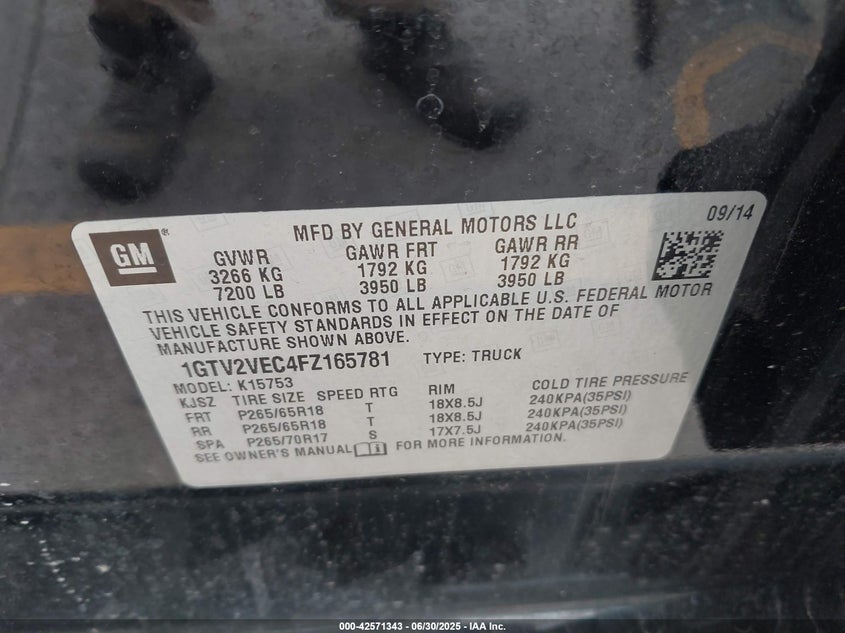 MFD BY GENERAL MOTORS LLC 09/14
GM®
GVWR GAWR FRT GAWR RR
3266 KG 1792 KG 1792 KG
7200 LB 3950 LB 3950 LB
THIS VEHICLE CONFORMS TO ALL APPLICABLE U.S. FEDERAL MOTOR
VEHICLE SAFETY STANDARDS IN EFFECT ON THE DATE OF
MANUFACTURE SHOWN ABOVE.
1GTV2VEC4FZ165781 TYPE: TRUCK
MODEL: K15753
KJSZ TIRE SIZE SPEED RTG RIM COLD TIRE PRESSURE
FRT P265/65R18 T 18X8.5J 240KPA(35PSI)
RR P265/65R18 T 18X8.5J 240KPA(35PSI)
SPA P265/70R17 S 17X7.5J 240KPA(35PSI)
SEE OWNER'S MANUAL FOR MORE INFORMATION.
000-42571343 - 06/30/2025 - IAA Inc.